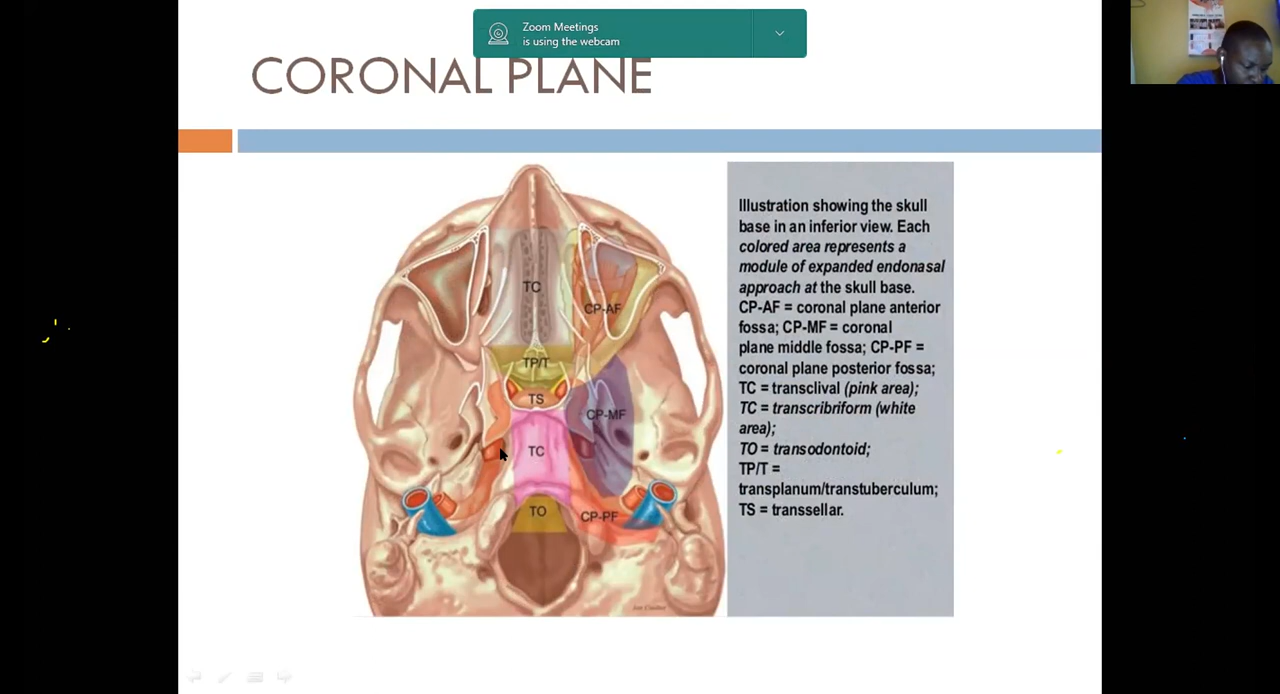 Zoom Meetings
is using the webcam
CORONAL PLANE
TC
CP-AF
TP/T
TS
CP-MF
TC
TO
CP-PF
Illustration showing the skull
base in an inferior view. Each
colored area represents a
module of expanded endonasal
approach at the skull base.
CP-AF = coronal plane anterior
fossa; CP-MF = coronal
plane middle fossa; CP-PF =
coronal plane posterior fossa;
TC = transclival (pink area);
TC = transcribriform (white
area);
TO = transodontoid;
TP/T =
transplanum/transtuberculum;
TS = transsellar.